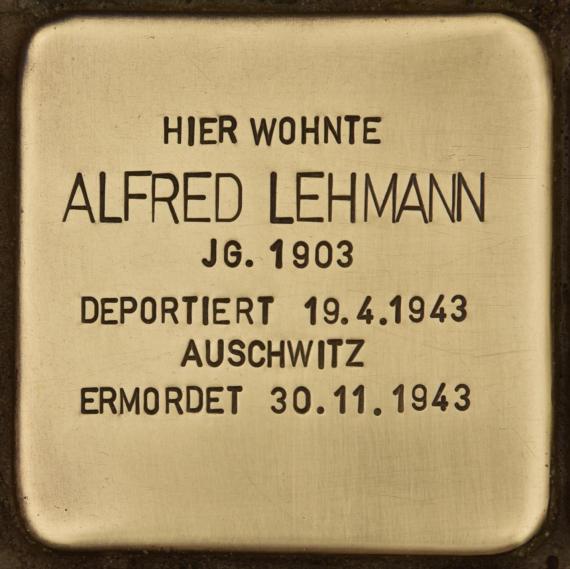 HIER WOHNTE
ALFRED LEHMANN
JG. 1903
DEPORTIERT 19.4.1943
AUSCHWITZ
ERMORDET 30.11.1943